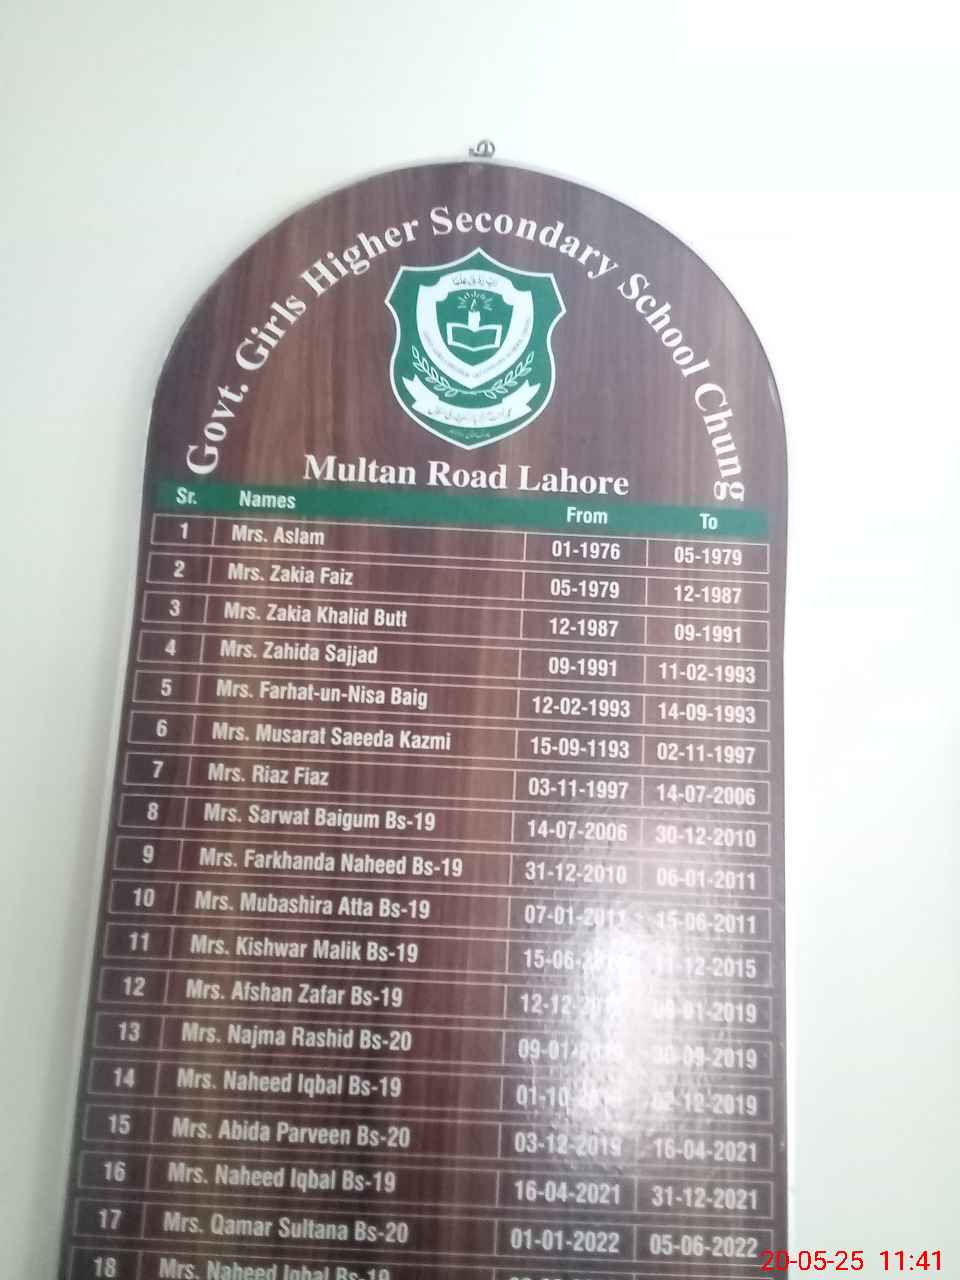 Govt. Girls Higher Secondary School Chung
Multan Road Lahore
Sr. Names From To
1 Mrs. Aslam 01-1976 05-1979
2 Mrs. Zakia Faiz 05-1979 12-1987
3 Mrs. Zakia Khalid Butt 12-1987 09-1991
4 Mrs. Zahida Sajjad 09-1991 11-02-1993
5 Mrs. Farhat-un-Nisa Baig 12-02-1993 14-09-1993
6 Mrs. Musarat Saeeda Kazmi 15-09-1193 02-11-1997
7 Mrs. Riaz Fiaz 03-11-1997 14-07-2006
8 Mrs. Sarwat Baigum Bs-19 14-07-2006 30-12-2010
9 Mrs. Farkhanda Naheed Bs-19 31-12-2010 06-01-2011
10 Mrs. Mubashira Atta Bs-19 07-01-2011 15-06-2011
11 Mrs. Kishwar Malik Bs-19
12 Mrs. Afshan Zafar Bs-19
13 Mrs. Najma Rashid Bs-20 30-09-2019
14 Mrs. Naheed Iqbal Bs-19 02-12-2019
15 Mrs. Abida Parveen Bs-20 03-12-2019 16-04-2021
16 Mrs. Naheed Iqbal Bs-19 16-04-2021 31-12-2021
17 Mrs. Qamar Sultana Bs-20 01-01-2022 05-06-2022
18 Mrs. Naheed Iqbal Bs-19
20-05-25 11:41